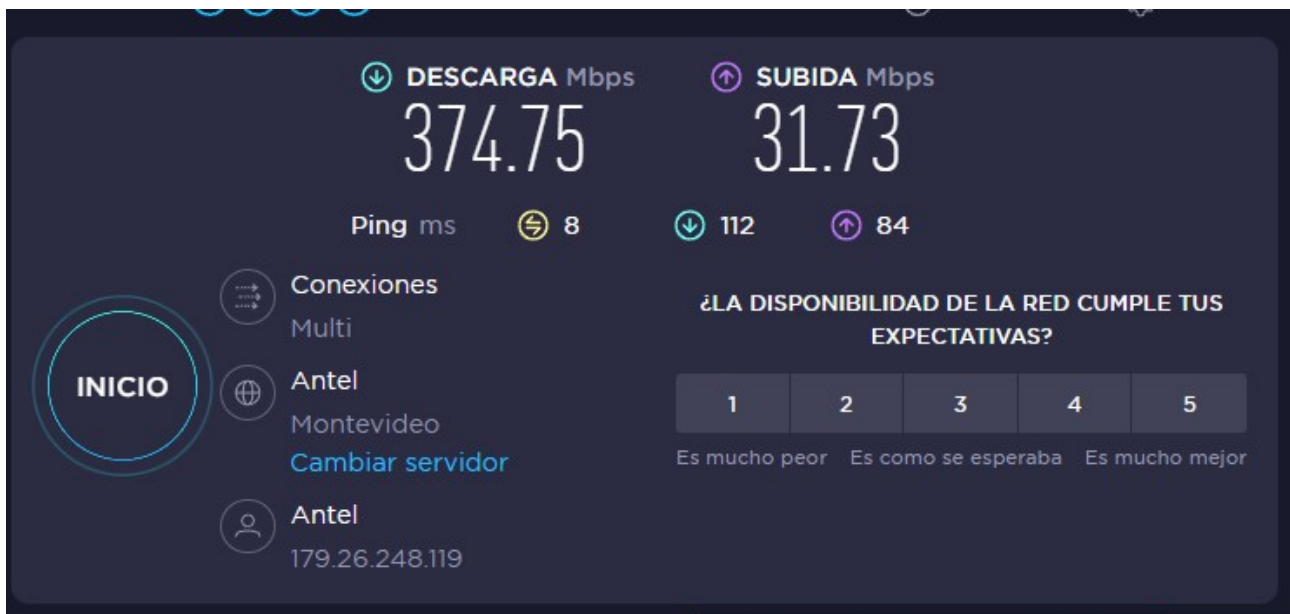 DESCARGA Mbps
374.75
SUBIDA Mbps
31.73
Ping ms 8 112 84
Conexiones
Multi
Antel
Montevideo
Cambiar servidor
Antel
179.26.248.119
INICIO
¿LA DISPONIBILIDAD DE LA RED CUMPLE TUS
EXPECTATIVAS?
1 2 3 4 5
Es mucho peor Es como se esperaba Es mucho mejor